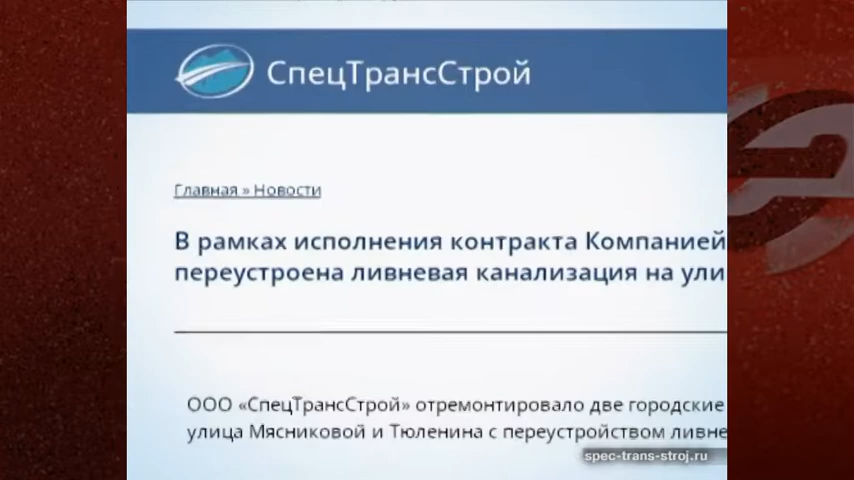 СпецТрансСтрой
Главная » Новости
В рамках исполнения контракта Компанией
переустроена ливневая канализация на ули
ООО «СпецТрансСтрой» отремонтировало две городские
улица Мясниковой и Тюленина с переустройством ливне
spec-trans-stroj.ru